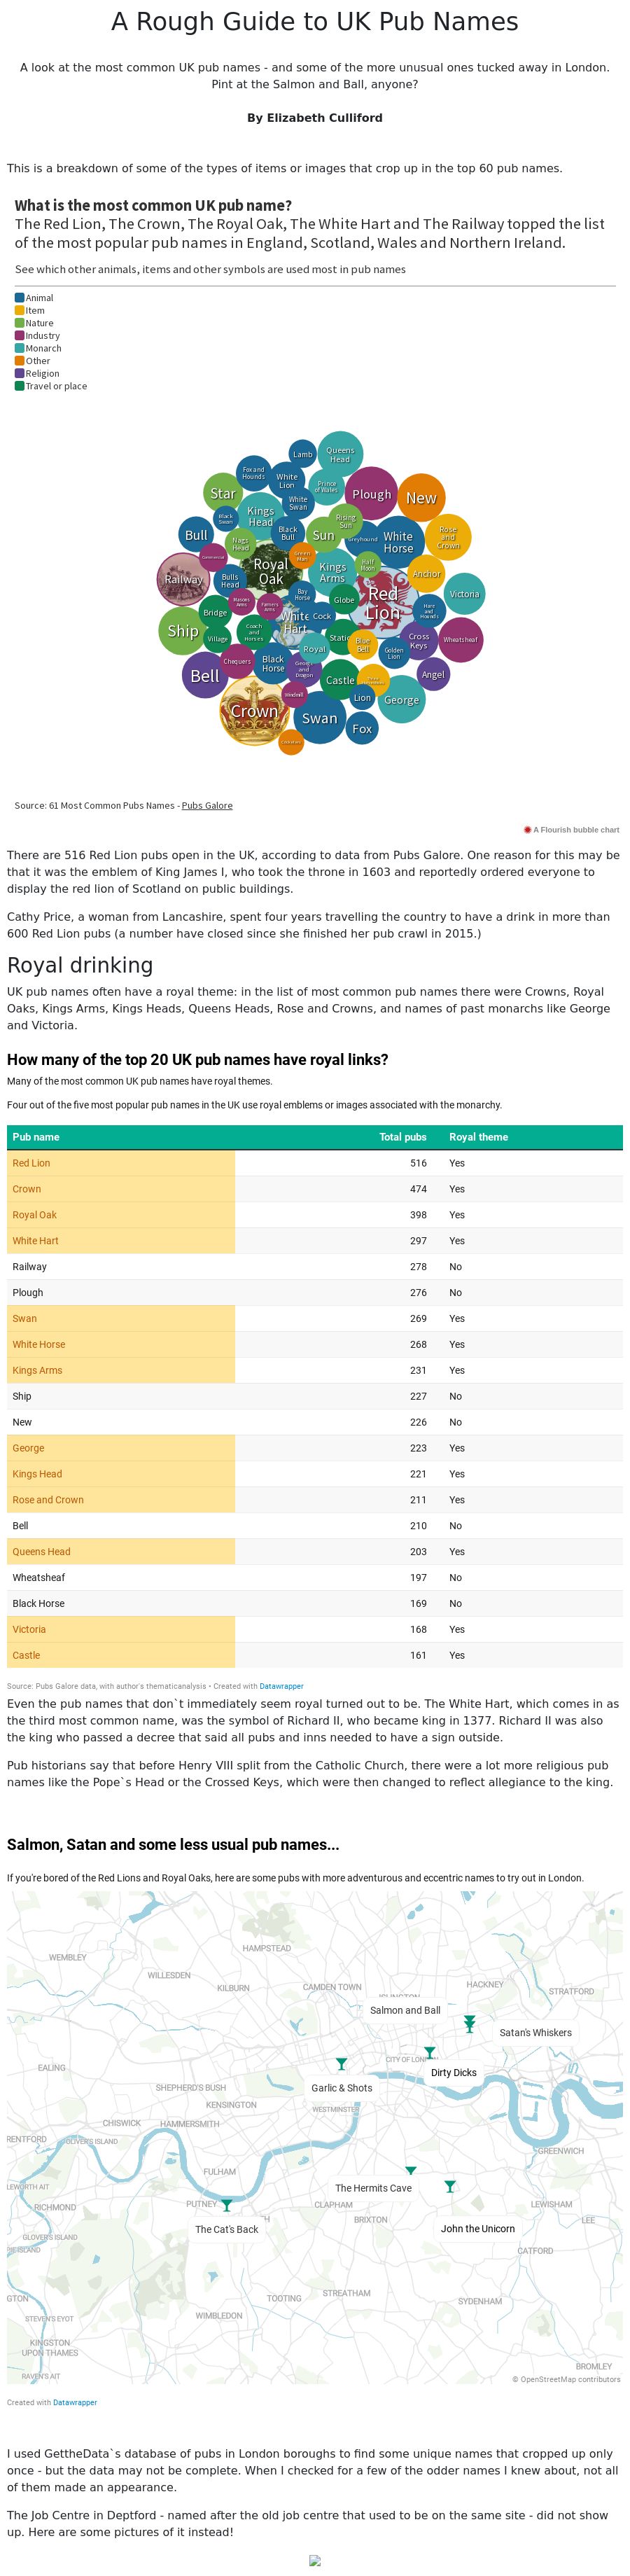 A Rough Guide to UK Pub Names
A look at the most common UK pub names - and some of the more unusual ones tucked away in London.
Pint at the Salmon and Ball, anyone?
By Elizabeth Culliford
This is a breakdown of some of the types of items or images that crop up in the top 60 pub names.
What is the most common UK pub name?
The Red Lion, The Crown, The Royal Oak, The White Hart and The Railway topped the list
of the most popular pub names in England, Scotland, Wales and Northern Ireland.
See which other animals, items and other symbols are used most in pub names
Animal
Item
Nature
Industry
Monarch
Other
Religion
Travel or place
Queens
Head
Lamb
Fox and
Hounds
White
Lion
Prince
of Wales
Plough
New
Star
White
Swan
Kings
Head
Black
Swan
Rising
Sun
Bull
Black
Bull
Sun
Greyhound
White
Horse
Rose
and
Crown
Nags
Head
Green
Man
Royal
Oak
Kings
Arms
Half
Moon
Anchor
Railway
Bulls
Head
Bay
Horse
Red
Lion
Victoria
Masons
Arms
Farmers
Arms
Globe
Hare
and
Hounds
Bridge
White
Hart
Cock
Ship
Village
Coach
and
Horses
Royal
Blue
Bell
Cross
Keys
Wheatsheaf
Golden
Lion
Chequers
Black
Horse
George
and
Dragon
Bell
Castle
Angel
Windmill
Lion
George
Crown
Swan
Fox
Source: 61 Most Common Pubs Names - Pubs Galore
A Flourish bubble chart
There are 516 Red Lion pubs open in the UK, according to data from Pubs Galore. One reason for this may be
that it was the emblem of King James I, who took the throne in 1603 and reportedly ordered everyone to
display the red lion of Scotland on public buildings.
Cathy Price, a woman from Lancashire, spent four years travelling the country to have a drink in more than
600 Red Lion pubs (a number have closed since she finished her pub crawl in 2015.)
Royal drinking
UK pub names often have a royal theme: in the list of most common pub names there were Crowns, Royal
Oaks, Kings Arms, Kings Heads, Queens Heads, Rose and Crowns, and names of past monarchs like George
and Victoria.
How many of the top 20 UK pub names have royal links?
Many of the most common UK pub names have royal themes.
Four out of the five most popular pub names in the UK use royal emblems or images associated with the monarchy.
Pub name Total pubs Royal theme
Red Lion 516 Yes
Crown 474 Yes
Royal Oak 398 Yes
White Hart 297 Yes
Railway 278 No
Plough 276 No
Swan 269 Yes
White Horse 268 Yes
Kings Arms 231 Yes
Ship 227 No
New 226 No
George 223 Yes
Kings Head 221 Yes
Rose and Crown 211 Yes
Bell 210 No
Queens Head 203 Yes
Wheatsheaf 197 No
Black Horse 169 No
Victoria 168 Yes
Castle 161 Yes
Source: Pubs Galore data, with author's thematicanalysis • Created with Datawrapper
Even the pub names that don`t immediately seem royal turned out to be. The White Hart, which comes in as
the third most common name, was the symbol of Richard II, who became king in 1377. Richard II was also
the king who passed a decree that said all pubs and inns needed to have a sign outside.
Pub historians say that before Henry VIII split from the Catholic Church, there were a lot more religious pub
names like the Pope`s Head or the Crossed Keys, which were then changed to reflect allegiance to the king.
Salmon, Satan and some less usual pub names...
If you're bored of the Red Lions and Royal Oaks, here are some pubs with more adventurous and eccentric names to try out in London.
HAMPSTEAD
WEMBLEY
WILLESDEN
KILBURN
CAMDEN TOWN
HACKNEY
STRATFORD
ISLINGTON
Salmon and Ball
Satan's Whiskers
CITY OF LONDON
EALING
Dirty Dicks
SHEPHERD'S BUSH
Garlic & Shots
KENSINGTON
WESTMINSTER
CHISWICK
HAMMERSMITH
BRENTFORD
OLIVER'S ISLAND
GREENWICH
FULHAM
The Hermits Cave
ISLEWORTH AIT
RICHMOND
PUTNEY
CLAPHAM
LEWISHAM
BRIXTON
LEE
The Cat's Back
John the Unicorn
GLOVER'S ISLAND
CATFORD
STREATHAM
TOOTING
SYDENHAM
WIMBLEDON
STEVEN'S EYOT
KINGSTON
UPON THAMES
BROMLEY
RAVEN'S AIT
© OpenStreetMap contributors
Created with Datawrapper
I used GettheData`s database of pubs in London boroughs to find some unique names that cropped up only
once - but the data may not be complete. When I checked for a few of the odder names I knew about, not all
of them made an appearance.
The Job Centre in Deptford - named after the old job centre that used to be on the same site - did not show
up. Here are some pictures of it instead!